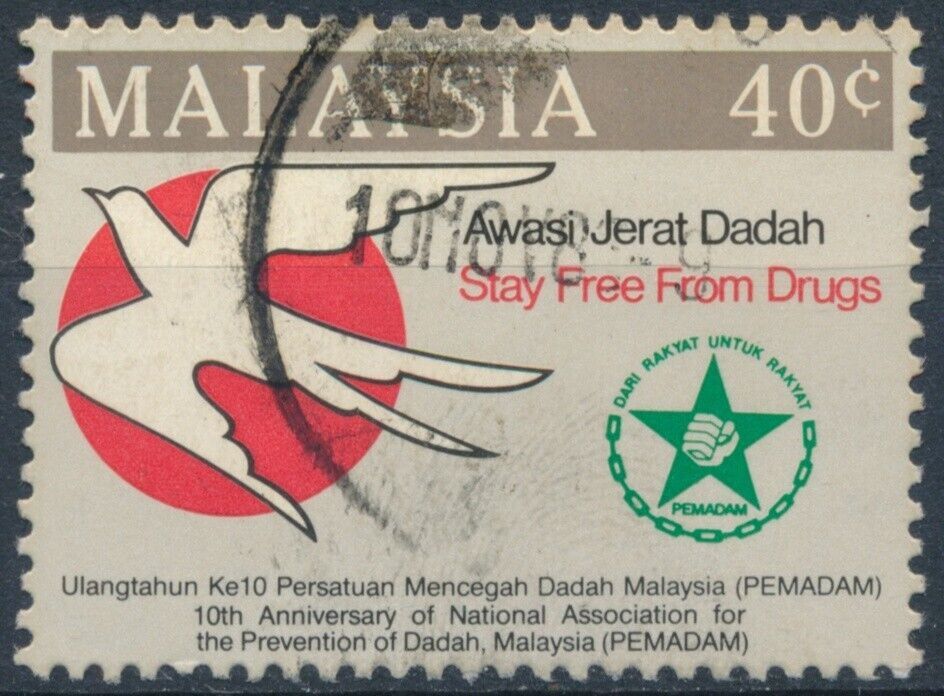 MALAYSIA 40¢
Awasi Jerat Dadah
Stay Free From Drugs
DARI RAKYAT UNTUK RAKYAT
PEMADAM
Ulangtahun Ke10 Persatuan Mencegah Dadah Malaysia (PEMADAM)
10th Anniversary of National Association for
the Prevention of Dadah, Malaysia (PEMADAM)